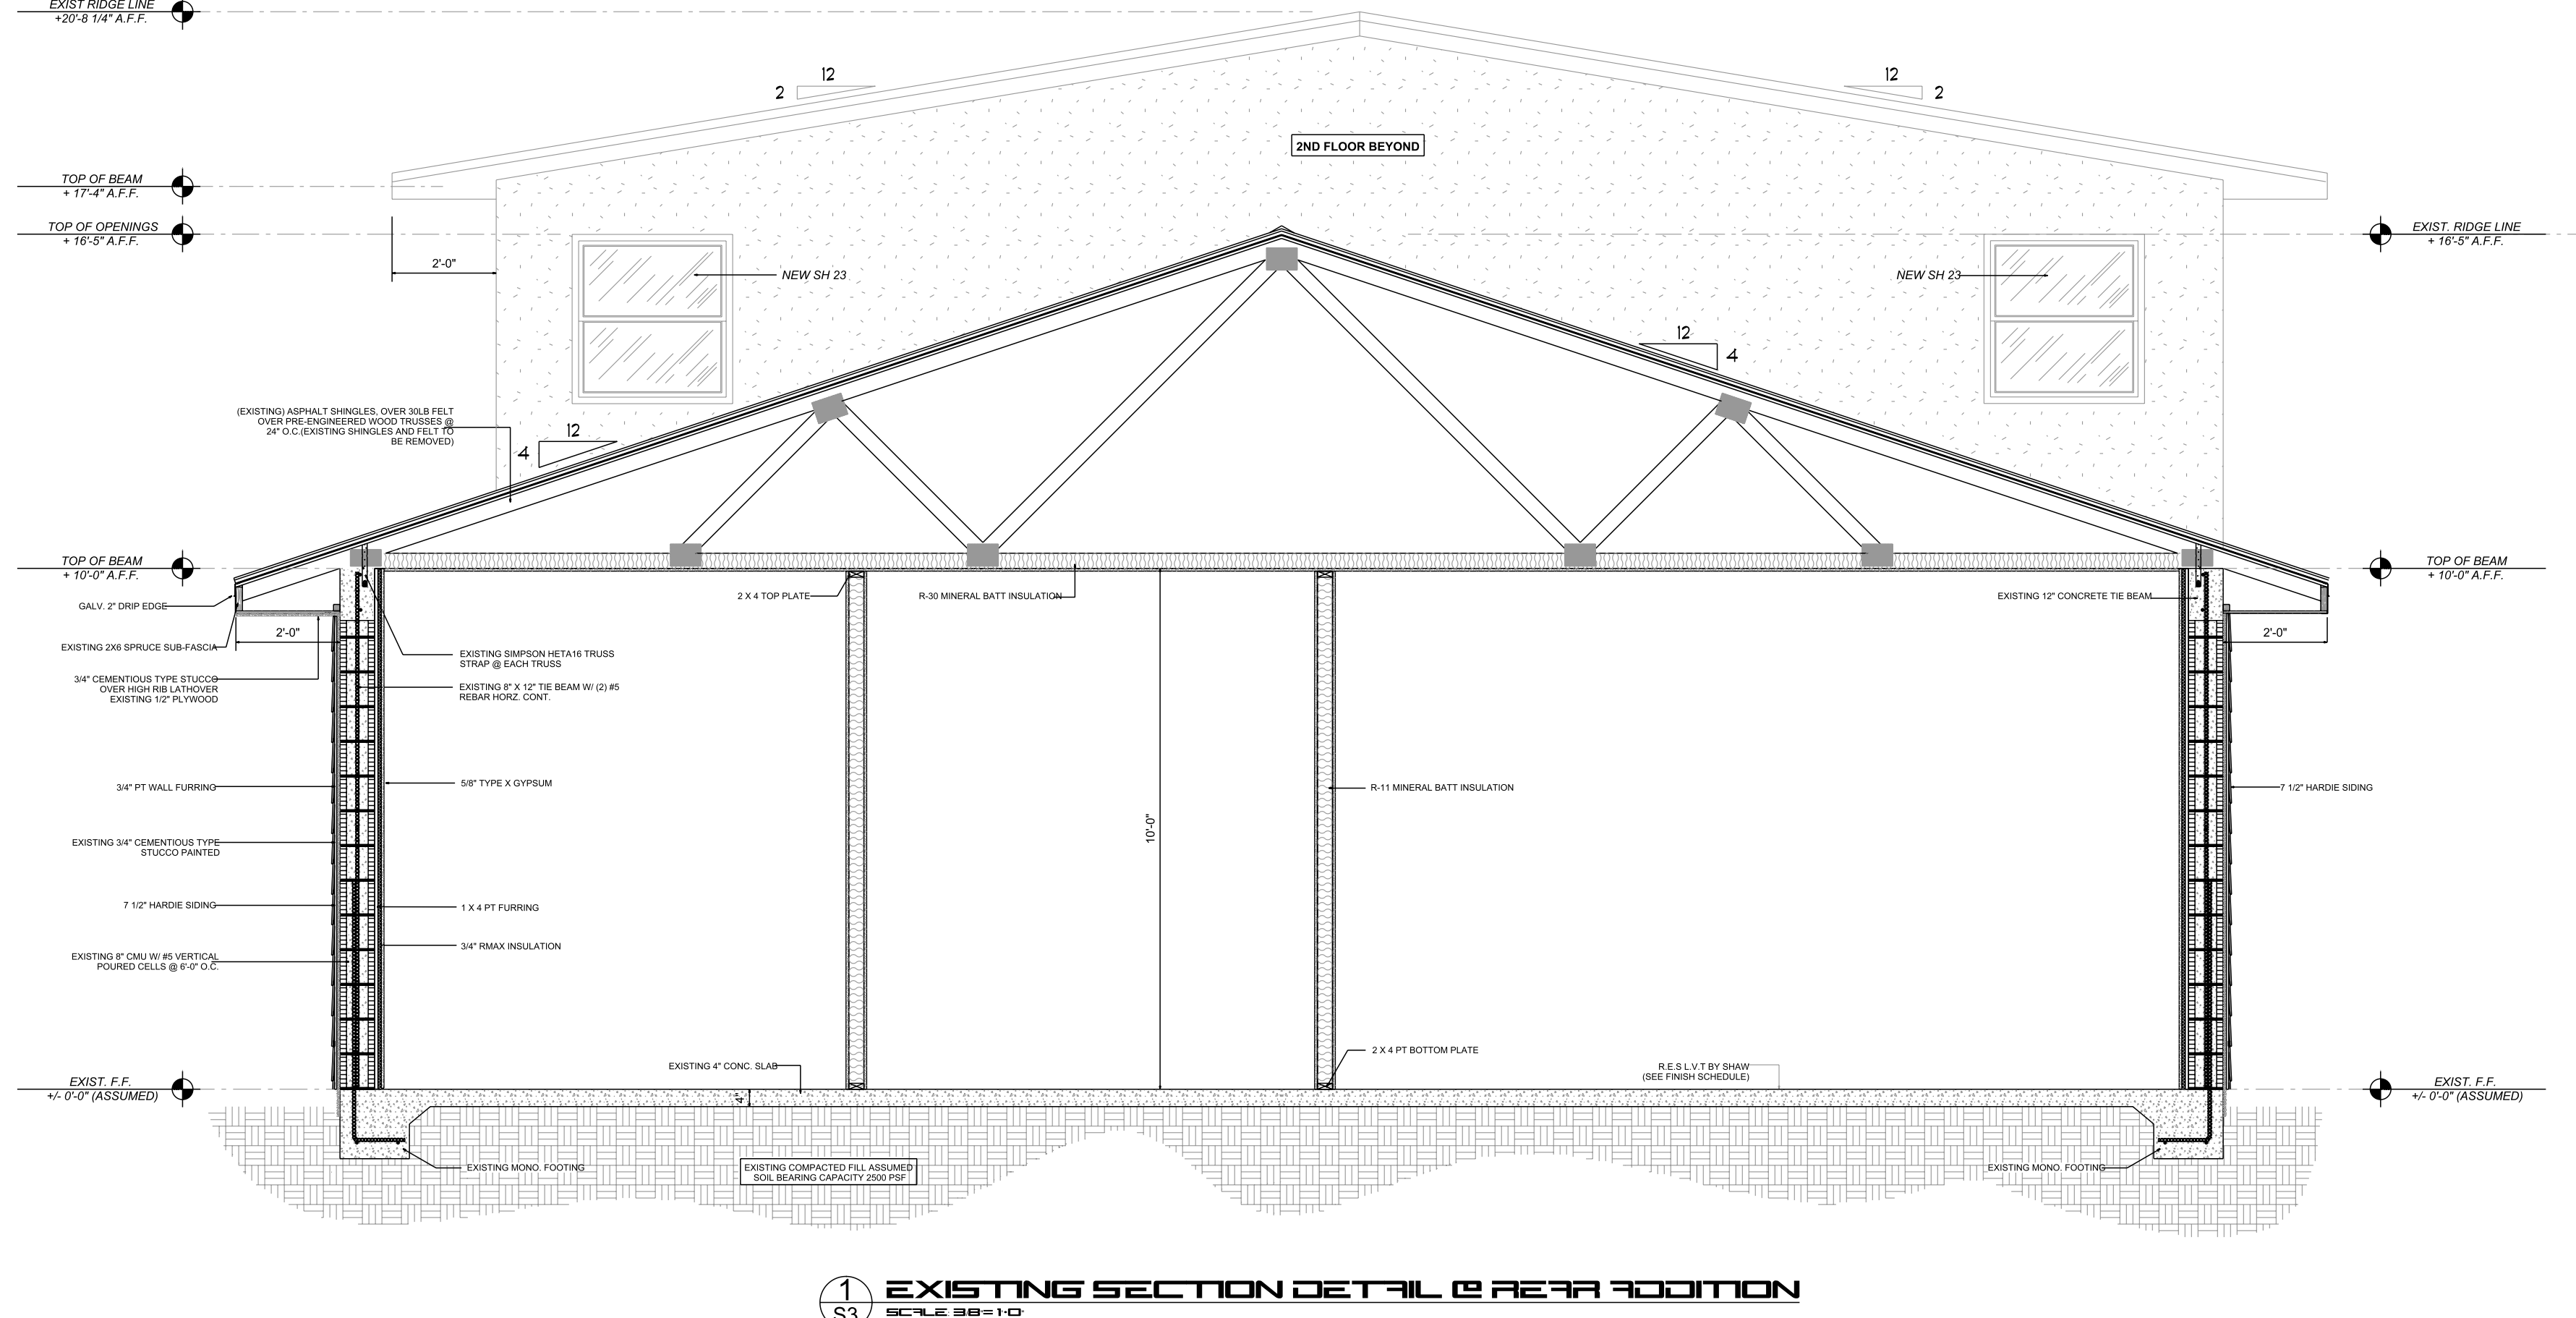 EXIST RIDGE LINE
+20'-8 1/4" A.F.F.
12
2
12
2
2ND FLOOR BEYOND
TOP OF BEAM
+ 17'-4" A.F.F.
TOP OF OPENINGS
+ 16'-5" A.F.F.
EXIST. RIDGE LINE
+ 16'-5" A.F.F.
2'-0"
NEW SH 23
NEW SH 23
12
4
(EXISTING) ASPHALT SHINGLES, OVER 30LB FELT
OVER PRE-ENGINEERED WOOD TRUSSES @
24" O.C.(EXISTING SHINGLES AND FELT TO
BE REMOVED)
12
4
TOP OF BEAM
+ 10'-0" A.F.F.
TOP OF BEAM
+ 10'-0" A.F.F.
GALV. 2" DRIP EDGE
2 X 4 TOP PLATE
R-30 MINERAL BATT INSULATION
EXISTING 12" CONCRETE TIE BEAM
2'-0"
2'-0"
EXISTING 2X6 SPRUCE SUB-FASCIA
EXISTING SIMPSON HETA16 TRUSS
STRAP @ EACH TRUSS
3/4" CEMENTIOUS TYPE STUCCO
OVER HIGH RIB LATHOVER
EXISTING 1/2" PLYWOOD
EXISTING 8" X 12" TIE BEAM W/ (2) #5
REBAR HORZ. CONT.
3/4" PT WALL FURRING
5/8" TYPE X GYPSUM
R-11 MINERAL BATT INSULATION
7 1/2" HARDIE SIDING
10'-0"
EXISTING 3/4" CEMENTIOUS TYPE
STUCCO PAINTED
7 1/2" HARDIE SIDING
1 X 4 PT FURRING
3/4" RMAX INSULATION
EXISTING 8" CMU W/ #5 VERTICAL
POURED CELLS @ 6'-0" O.C.
2 X 4 PT BOTTOM PLATE
EXISTING 4" CONC. SLAB
R.E.S L.V.T BY SHAW
(SEE FINISH SCHEDULE)
EXIST. F.F.
+/- 0'-0" (ASSUMED)
EXIST. F.F.
+/- 0'-0" (ASSUMED)
4"
EXISTING MONO. FOOTING
EXISTING COMPACTED FILL ASSUMED
SOIL BEARING CAPACITY 2500 PSF
EXISTING MONO. FOOTING
1
S3
EXISTING SECTION DETAIL @ REAR ADDITION
SCALE: 3/8"= 1'-0"